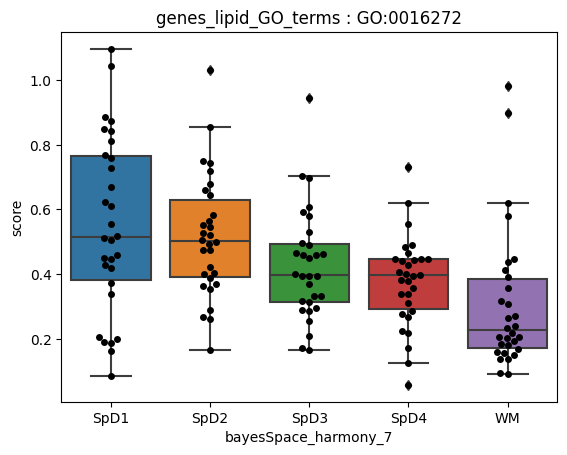 genes_lipid_GO_terms : GO:0016272
score
1.0
0.8
0.6
0.4
0.2
SpD1 SpD2 SpD3 SpD4 WM
bayesSpace_harmony_7